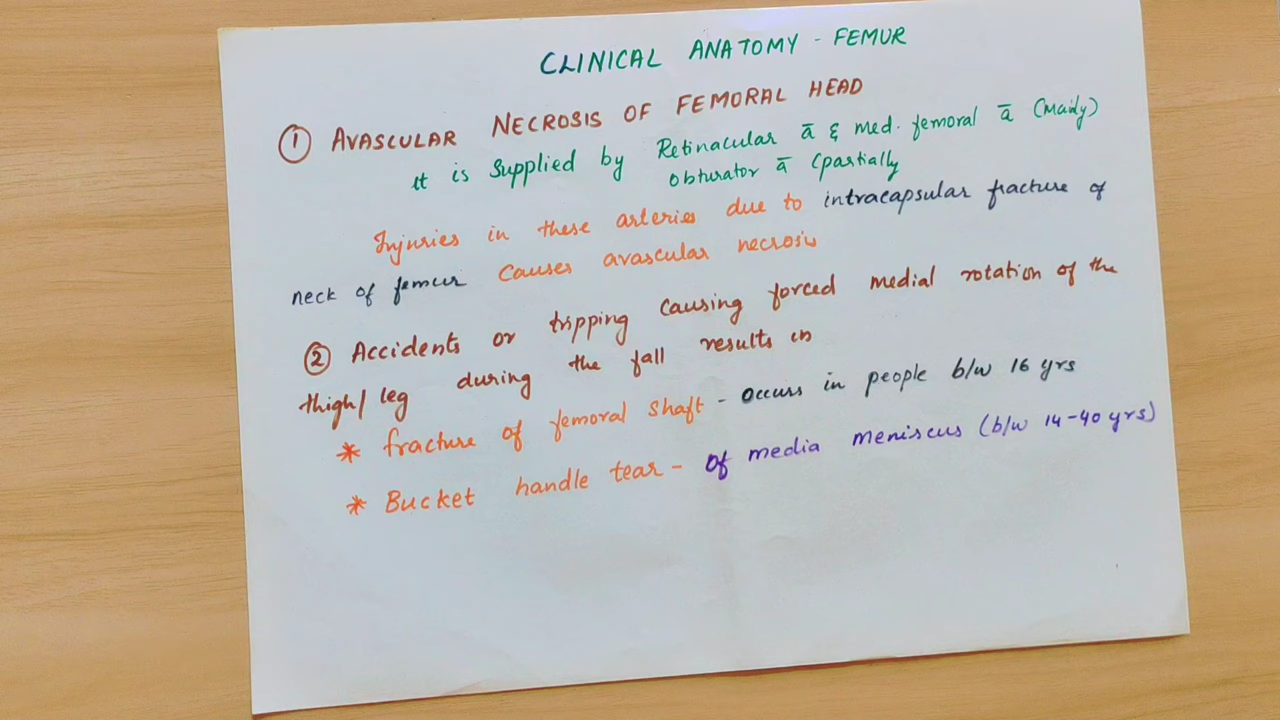 CLINICAL ANATOMY - FEMUR
① AVASCULAR NECROSIS OF FEMORAL HEAD
It is supplied by Retinacular ā & med. femoral ā (Mainly)
Obturator ā (partially
Injuries in these arteries due to intracapsular fracture of
neck of femur causes avascular necrosis
② Accidents or tripping causing forced medial rotation of the
thigh/leg during the fall results in
* fracture of femoral shaft - occurs in people b/w 16 yrs
* Bucket handle tear - of media meniscus (b/w 14-40 yrs)